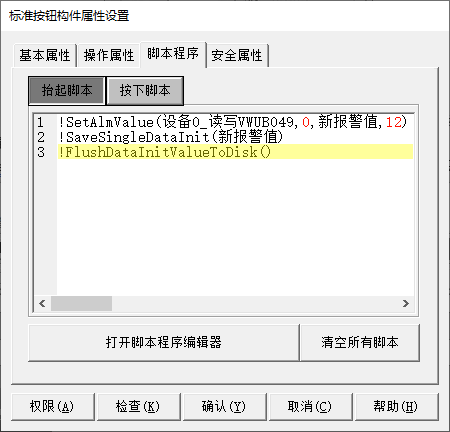 标准按钮构件属性设置
基本属性 操作属性 脚本程序 安全属性
抬起脚本 按下脚本
1 !SetAlmValue(设备0_读写VWUB049,0,新报警值,12)
2 !SaveSingleDataInit(新报警值)
3 !FlushDataInitValueToDisk()
打开脚本程序编辑器 清空所有脚本
权限(A) 检查(K) 确认(Y) 取消(C) 帮助(H)